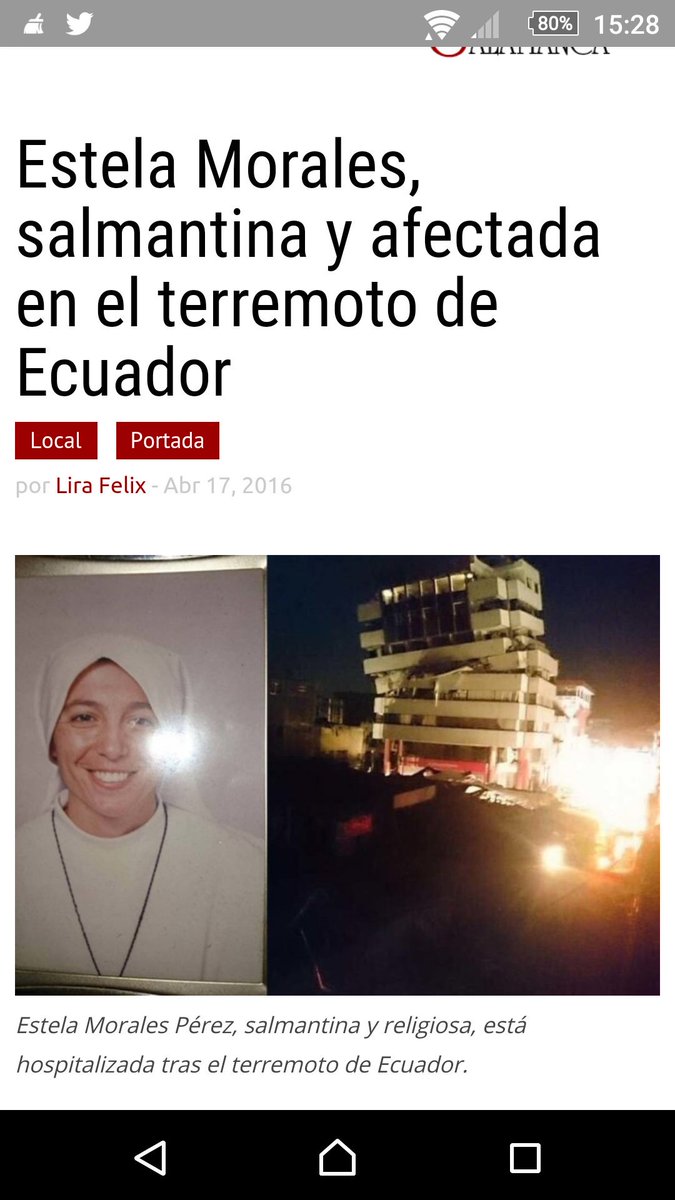 80% 15:28
SALAMANCA
Estela Morales,
salmantina y afectada
en el terremoto de
Ecuador
Local Portada
por Lira Felix - Abr 17, 2016
Estela Morales Pérez, salmantina y religiosa, está
hospitalizada tras el terremoto de Ecuador.